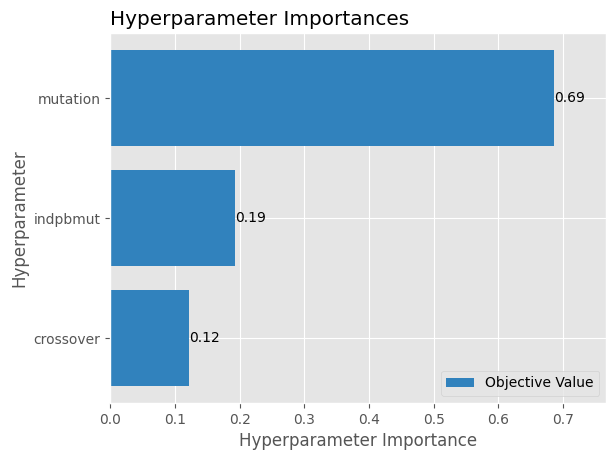 Hyperparameter Importances
mutation
0.69
indpbmut
0.19
crossover
0.12
Hyperparameter
Objective Value
0.0 0.1 0.2 0.3 0.4 0.5 0.6 0.7
Hyperparameter Importance